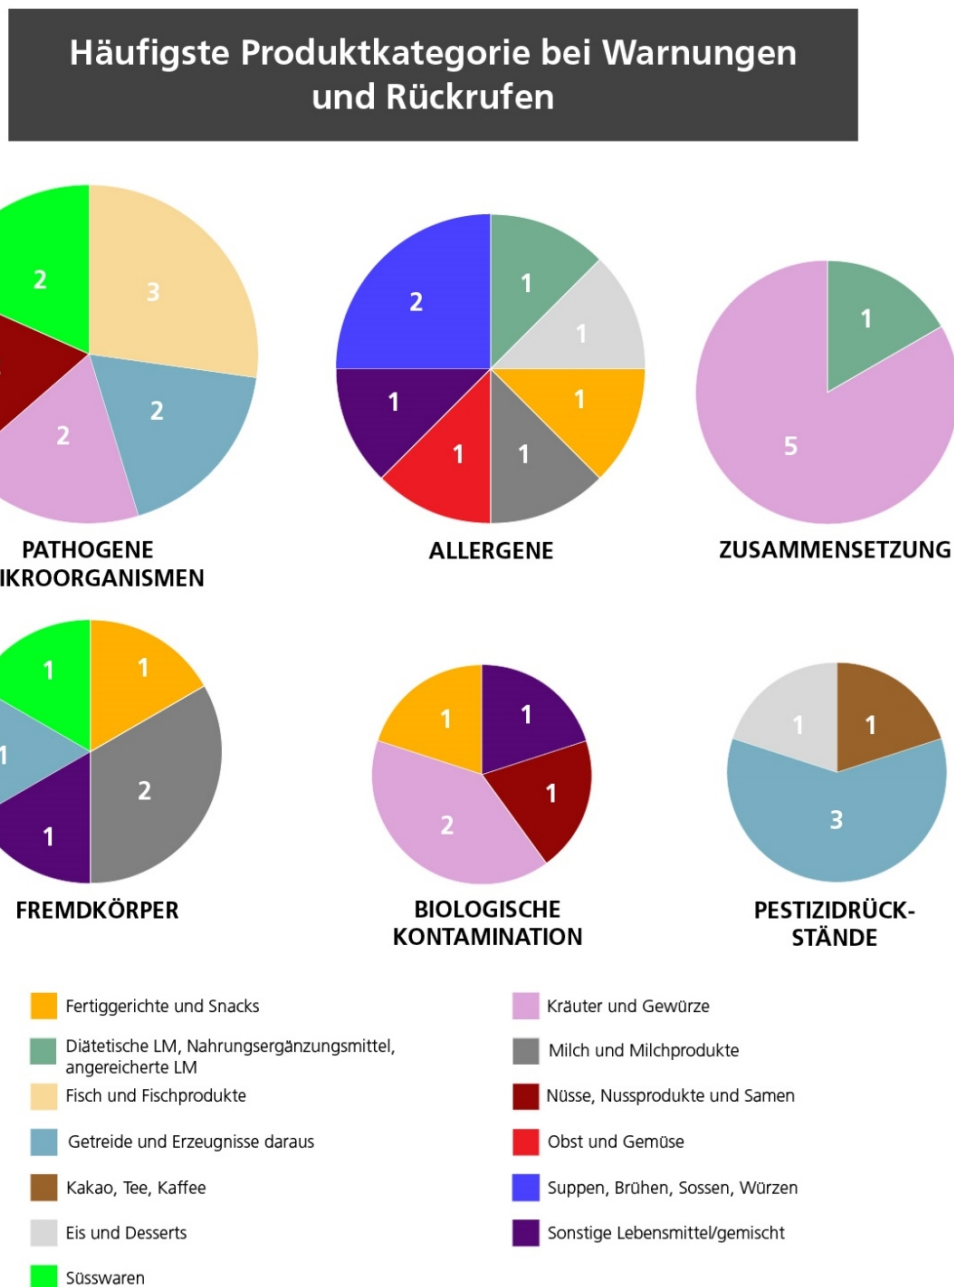 Häufigste Produktkategorie bei Warnungen
und Rückrufen
2
3
2
2
PATHOGENE
IKROORGANISMEN
2
1
1
1
1
1
1
ALLERGENE
1
5
ZUSAMMENSETZUNG
1
1
1
2
1
FREMDKÖRPER
1
1
1
2
BIOLOGISCHE
KONTAMINATION
1
1
3
PESTIZIDRÜCK-
STÄNDE
Fertiggerichte und Snacks
Diätetische LM, Nahrungsergänzungsmittel,
angereicherte LM
Fisch und Fischprodukte
Getreide und Erzeugnisse daraus
Kakao, Tee, Kaffee
Eis und Desserts
Süsswaren
Kräuter und Gewürze
Milch und Milchprodukte
Nüsse, Nussprodukte und Samen
Obst und Gemüse
Suppen, Brühen, Sossen, Würzen
Sonstige Lebensmittel/gemischt